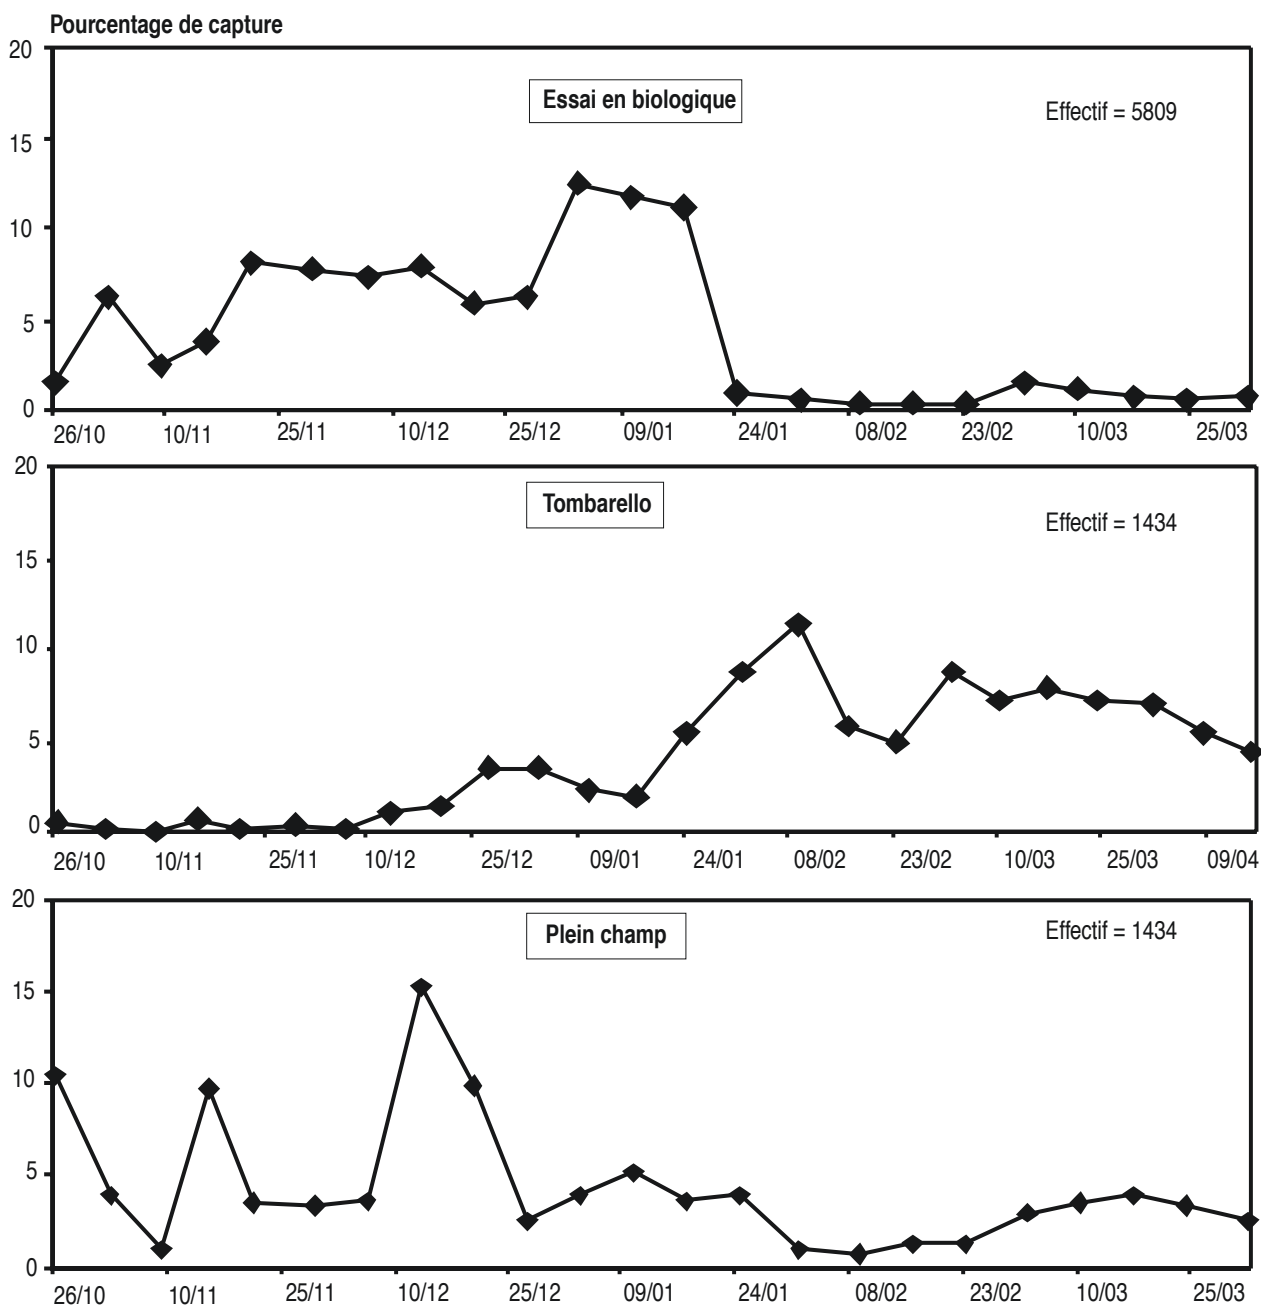 Pourcentage de capture
20
Essai en biologique
Effectif = 5809
15
10
5
0
26/10 10/11 25/11 10/12 25/12 09/01 24/01 08/02 23/02 10/03 25/03
20
Tombarello
Effectif = 1434
15
10
5
0
26/10 10/11 25/11 10/12 25/12 09/01 24/01 08/02 23/02 10/03 25/03 09/04
20
Plein champ
Effectif = 1434
15
10
5
0
26/10 10/11 25/11 10/12 25/12 09/01 24/01 08/02 23/02 10/03 25/03